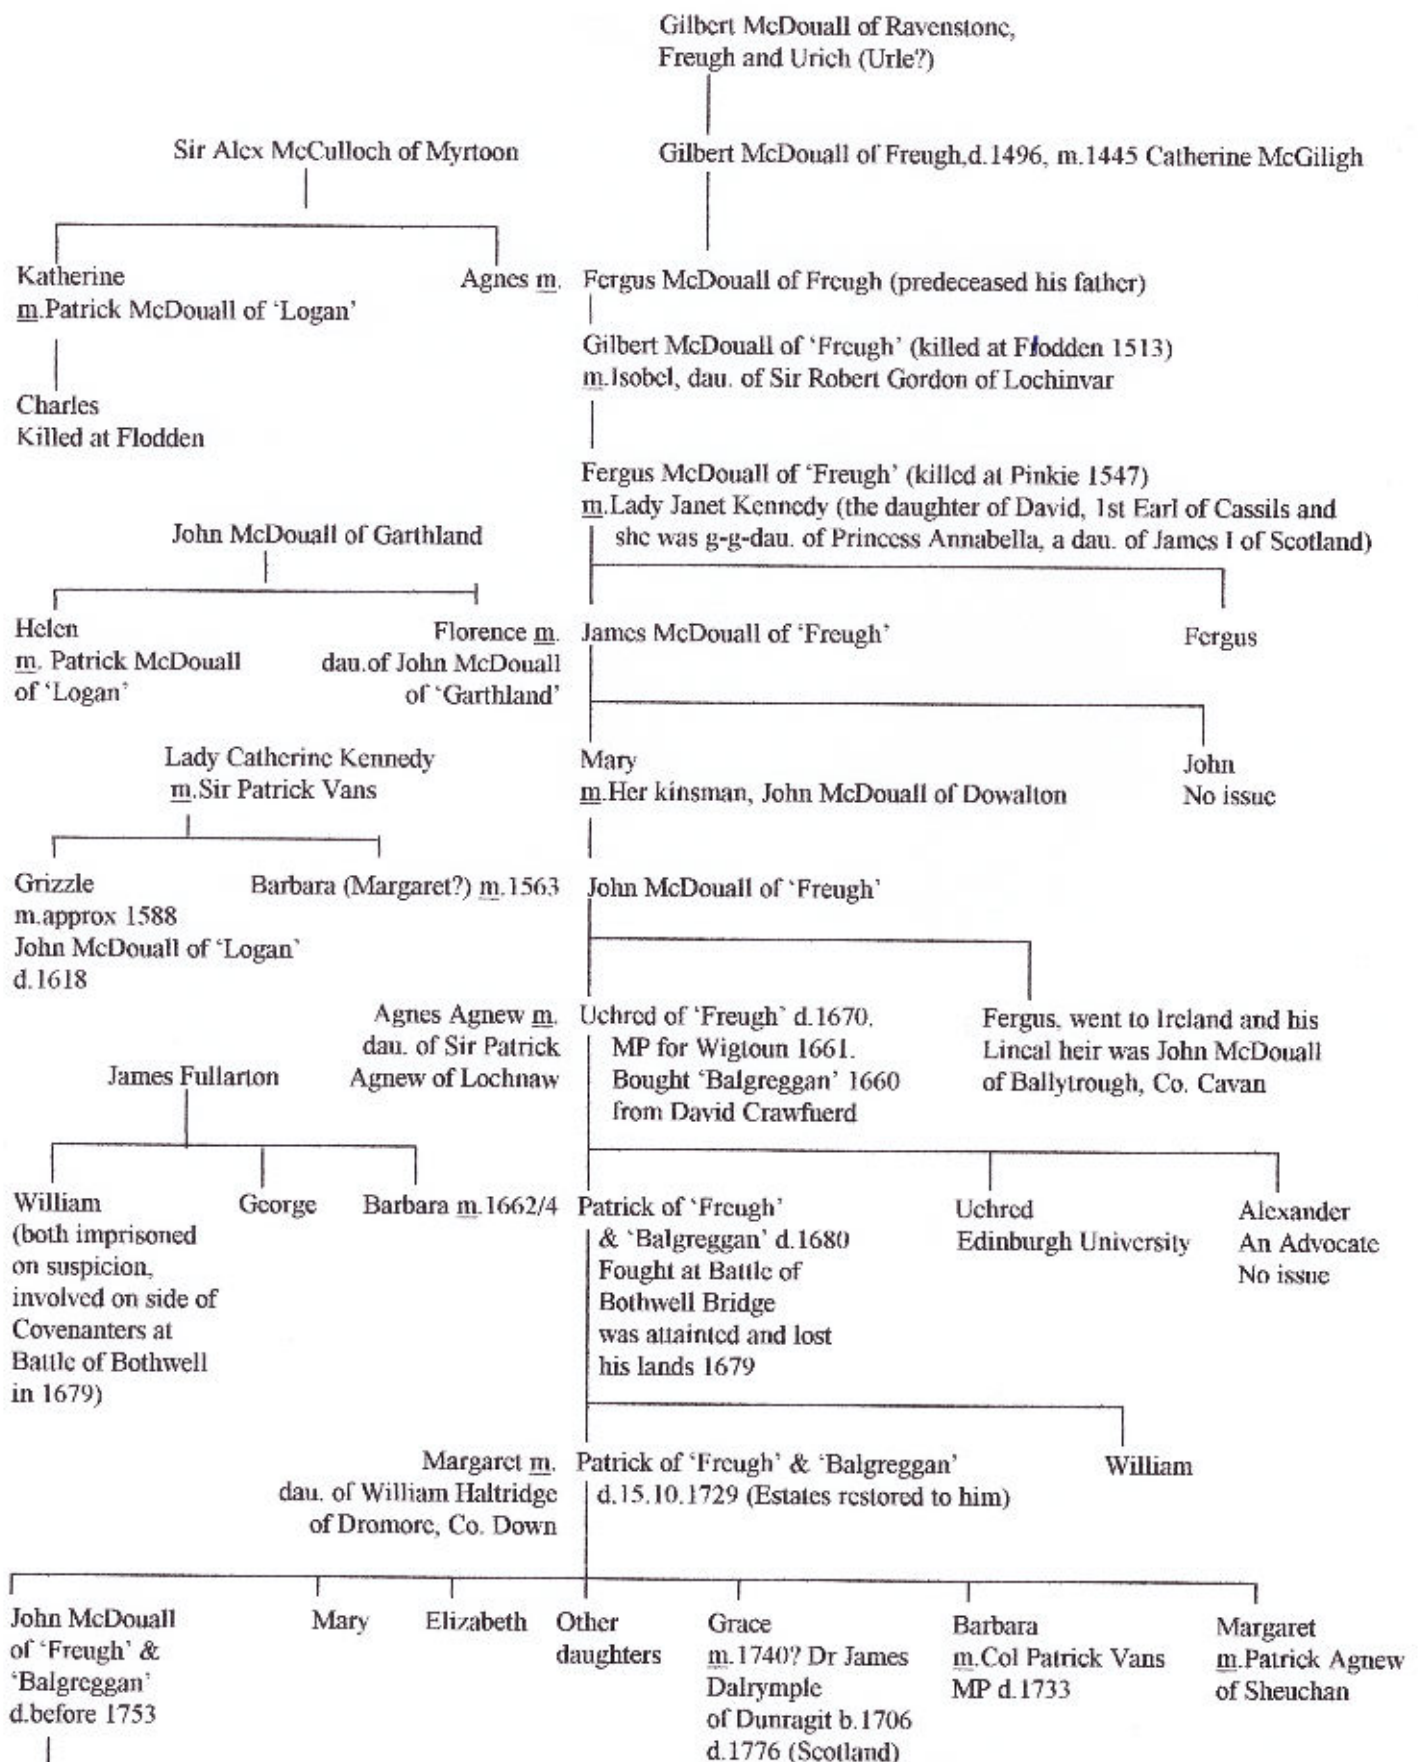 Gilbert McDouall of Ravenstone,
Freugh and Urich (Urle?)
Sir Alex McCulloch of Myrtoon
Gilbert McDouall of Freugh,d.1496, m.1445 Catherine McGiligh
Katherine
m.Patrick McDouall of ‘Logan’
Agnes m.
Fergus McDouall of Freugh (predeceased his father)
Gilbert McDouall of ‘Freugh’ (killed at Flodden 1513)
m.Isobel, dau. of Sir Robert Gordon of Lochinvar
Charles
Killed at Flodden
Fergus McDouall of ‘Freugh’ (killed at Pinkie 1547)
m.Lady Janet Kennedy (the daughter of David, 1st Earl of Cassils and
she was g-g-dau. of Princess Annabella, a dau. of James I of Scotland)
John McDouall of Garthland
Helen
m. Patrick McDouall
of ‘Logan’
Florence m.
dau.of John McDouall
of ‘Garthland’
James McDouall of ‘Freugh’
Fergus
Lady Catherine Kennedy
m.Sir Patrick Vans
Mary
m.Her kinsman, John McDouall of Dowalton
John
No issue
Grizzle
m.approx 1588
John McDouall of ‘Logan’
d.1618
Barbara (Margaret?) m.1563
John McDouall of ‘Freugh’
Agnes Agnew m.
dau. of Sir Patrick
Agnew of Lochnaw
Uchred of ‘Freugh’ d.1670.
MP for Wigtoun 1661.
Bought ‘Balgreggan’ 1660
from David Crawfuerd
Fergus, went to Ireland and his
Lineal heir was John McDouall
of Ballytrough, Co. Cavan
James Fullarton
William
(both imprisoned
on suspicion,
involved on side of
Covenanters at
Battle of Bothwell
in 1679)
George
Barbara m.1662/4
Patrick of ‘Freugh’
& ‘Balgreggan’ d.1680
Fought at Battle of
Bothwell Bridge
was attainted and lost
his lands 1679
Uchred
Edinburgh University
Alexander
An Advocate
No issue
Margaret m.
dau. of William Haltridge
of Dromore, Co. Down
Patrick of ‘Freugh’ & ‘Balgreggan’
d.15.10.1729 (Estates restored to him)
William
John McDouall
of ‘Freugh’ &
‘Balgreggan’
d.before 1753
Mary
Elizabeth
Other
daughters
Grace
m.1740? Dr James
Dalrymple
of Dunragit b.1706
d.1776 (Scotland)
Barbara
m.Col Patrick Vans
MP d.1733
Margaret
m.Patrick Agnew
of Sheuchan